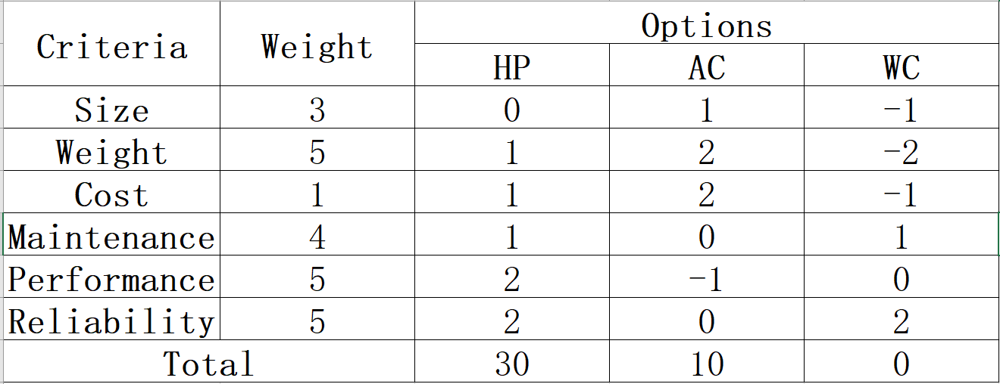 Criteria Weight Options
HP AC WC
Size 3 0 1 -1
Weight 5 1 2 -2
Cost 1 1 2 -1
Maintenance 4 1 0 1
Performance 5 2 -1 0
Reliability 5 2 0 2
Total 30 10 0